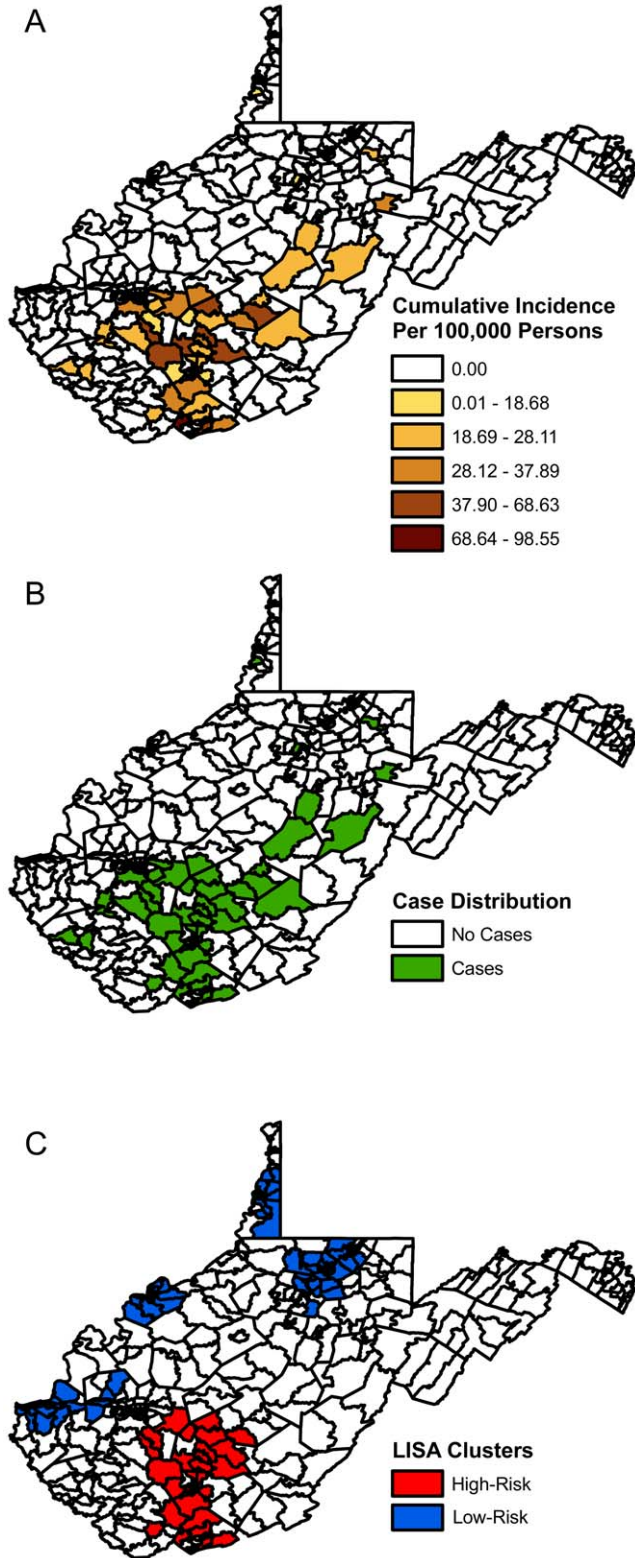 A
Cumulative Incidence
Per 100,000 Persons
0.00
0.01 - 18.68
18.69 - 28.11
28.12 - 37.89
37.90 - 68.63
68.64 - 98.55
B
Case Distribution
No Cases
Cases
C
LISA Clusters
High-Risk
Low-Risk